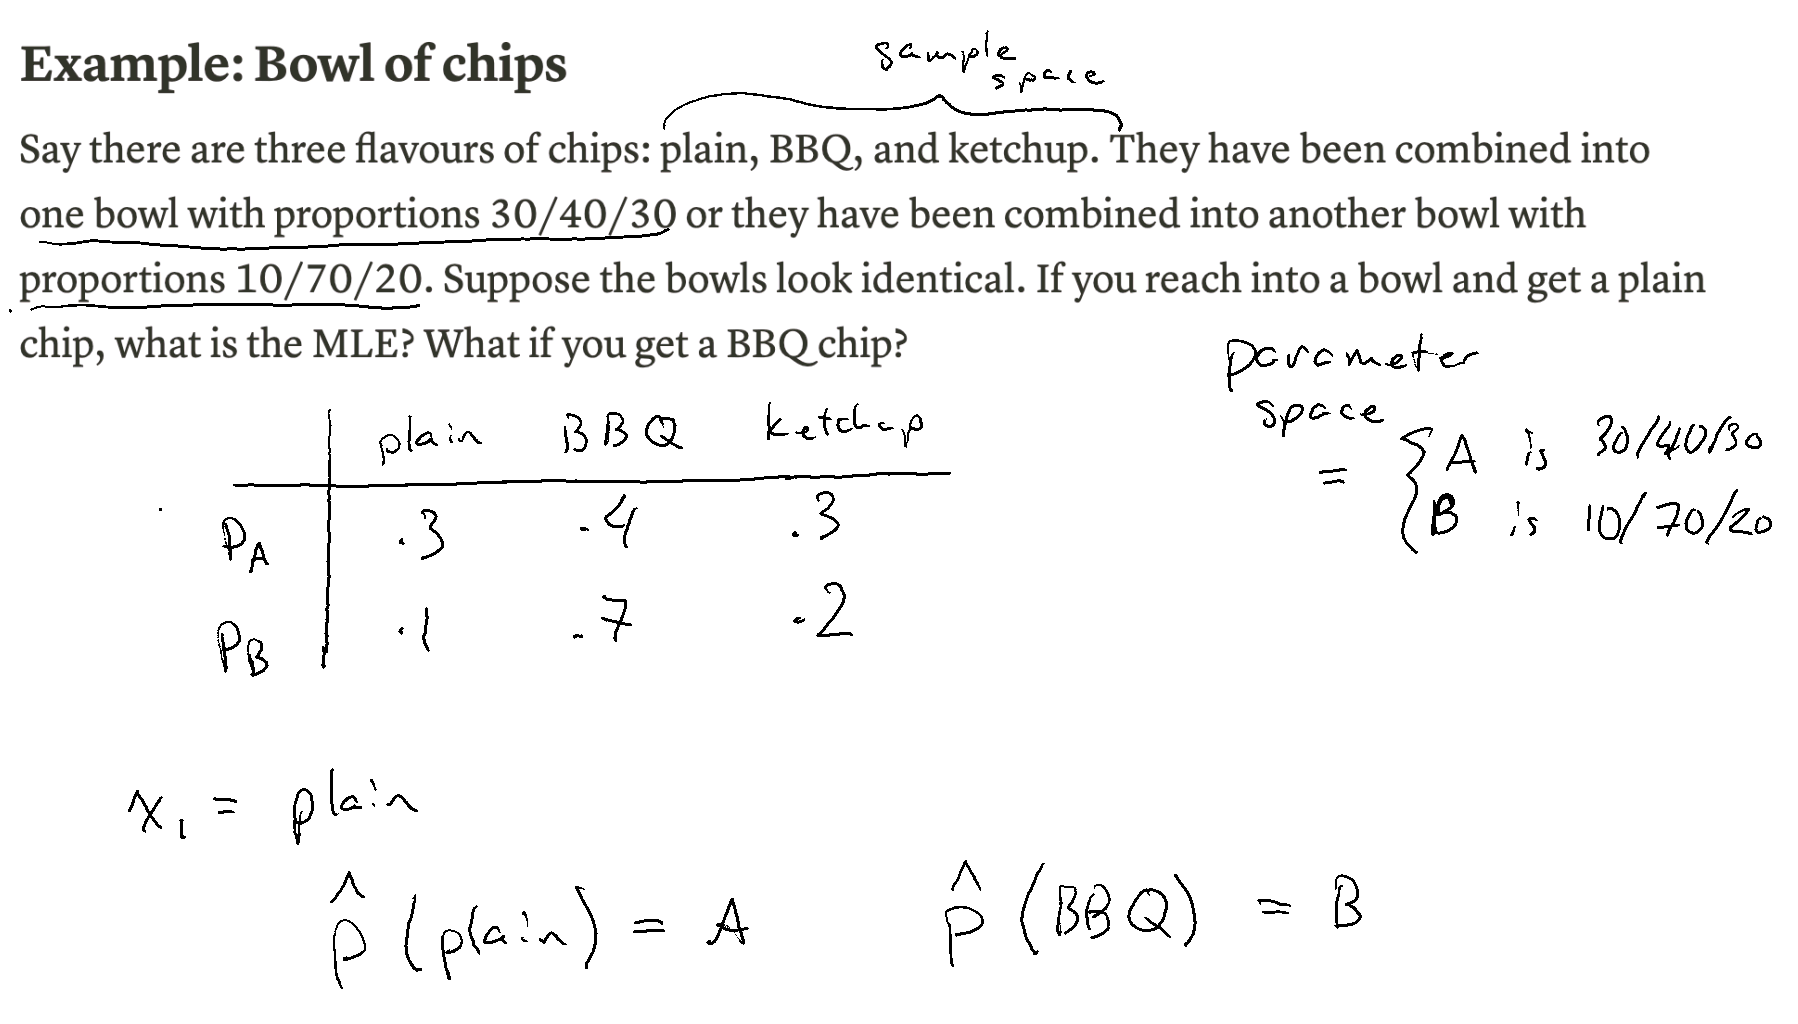 Example: Bowl of chips
sample
space
Say there are three flavours of chips: plain, BBQ, and ketchup. They have been combined into
one bowl with proportions 30/40/30 or they have been combined into another bowl with
proportions 10/70/20. Suppose the bowls look identical. If you reach into a bowl and get a plain
chip, what is the MLE? What if you get a BBQ chip?
parameter
space
= { A is 30/40/30
B is 10/70/20
plain BBQ ketchup
P_A .3 .4 .3
P_B .1 .7 .2
x₁ = plain
p̂ (plain) = A p̂ (BBQ) = B